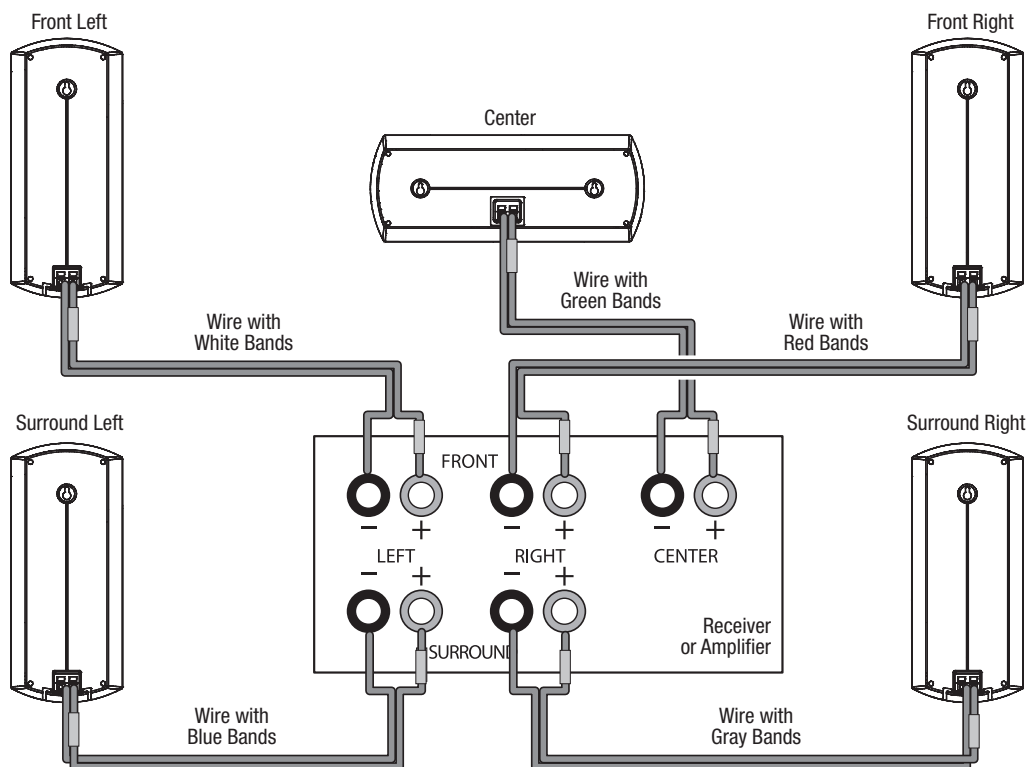 Front Left
Front Right
Center
Wire with
Green Bands
Wire with
White Bands
Wire with
Red Bands
Surround Left
Surround Right
FRONT
− +
− +
− +
LEFT
RIGHT
CENTER
− +
− +
SURROUND
Receiver
or Amplifier
Wire with
Blue Bands
Wire with
Gray Bands